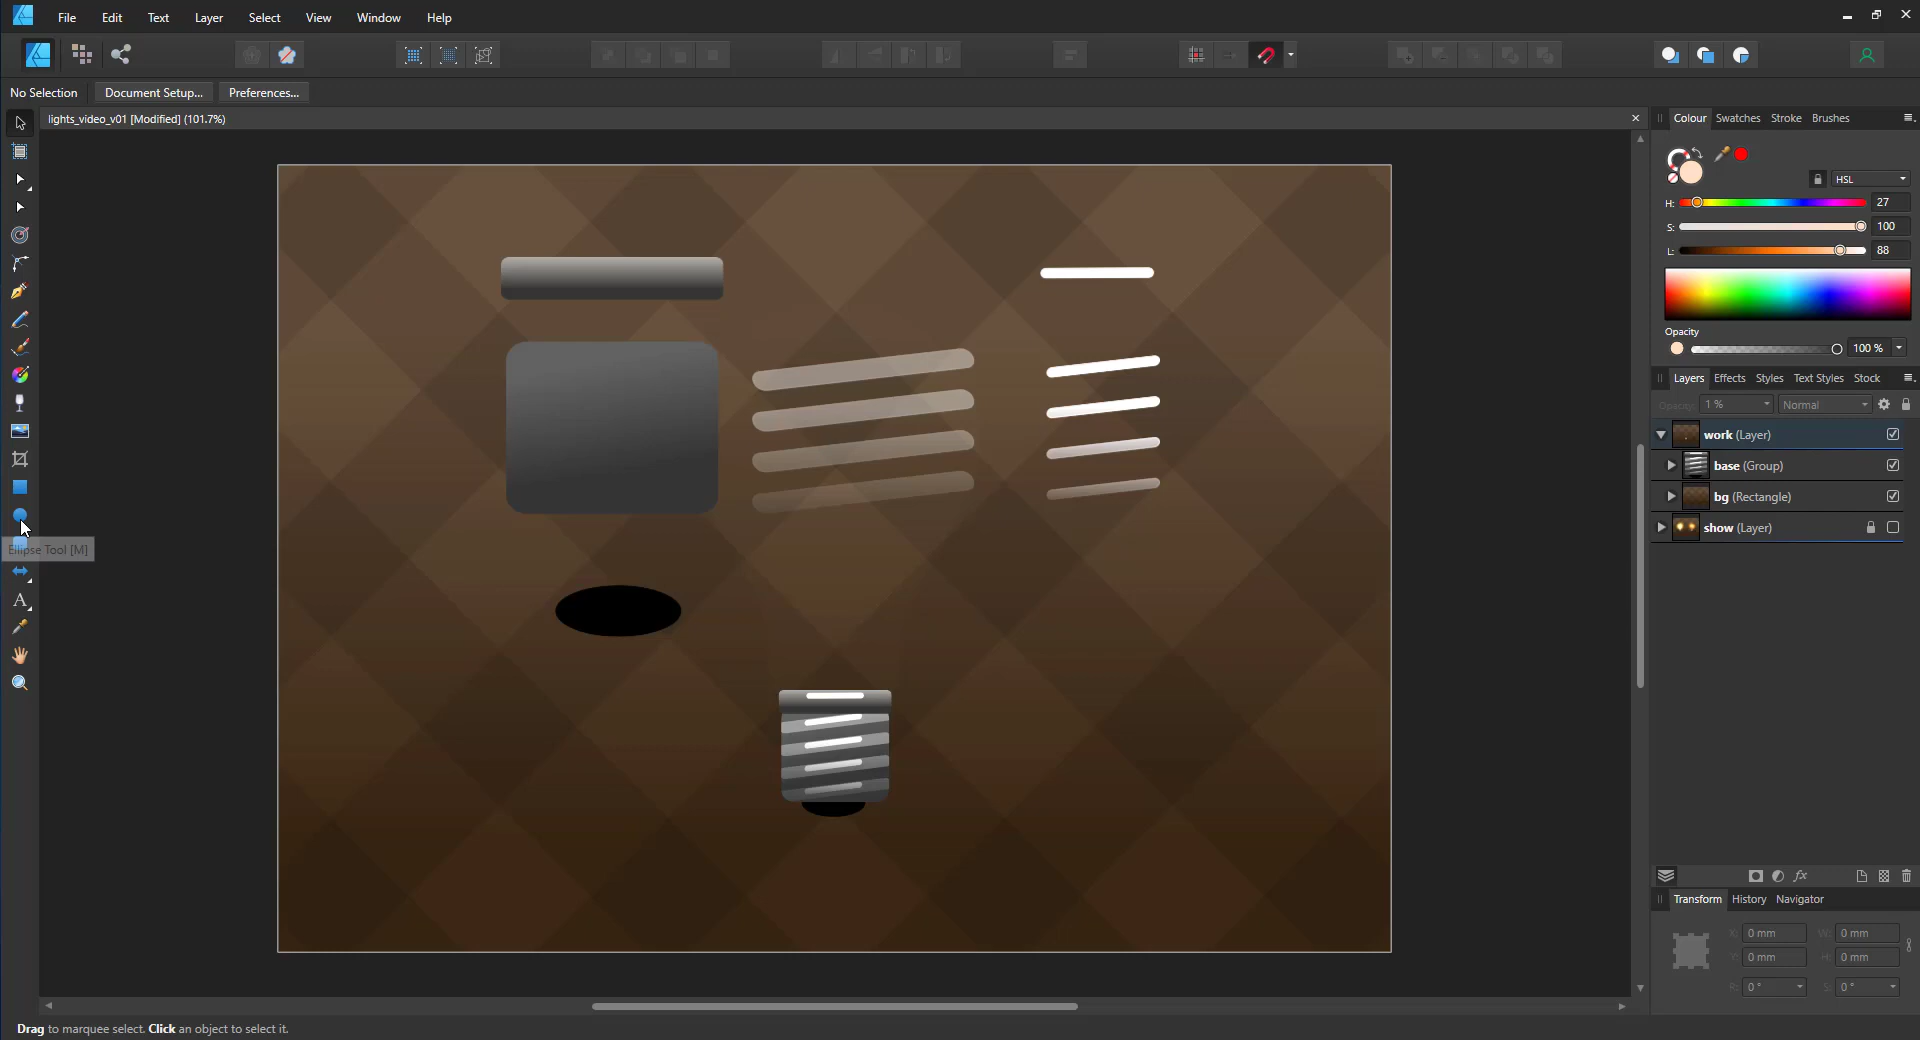 File Edit Text Layer Select View Window Help
No Selection Document Setup... Preferences...
lights_video_v01 [Modified] (101.7%)
Colour Swatches Stroke Brushes
HSL
H: 27
S: 100
L: 88
Opacity
100 %
Layers Effects Styles Text Styles Stock
Opacity: 1 % Normal
work (Layer)
base (Group)
bg (Rectangle)
show (Layer)
Ellipse Tool [M]
A
fx
Transform History Navigator
X: 0 mm W: 0 mm
Y: 0 mm H: 0 mm
R: 0 ° S: 0 °
Drag to marquee select. Click an object to select it.